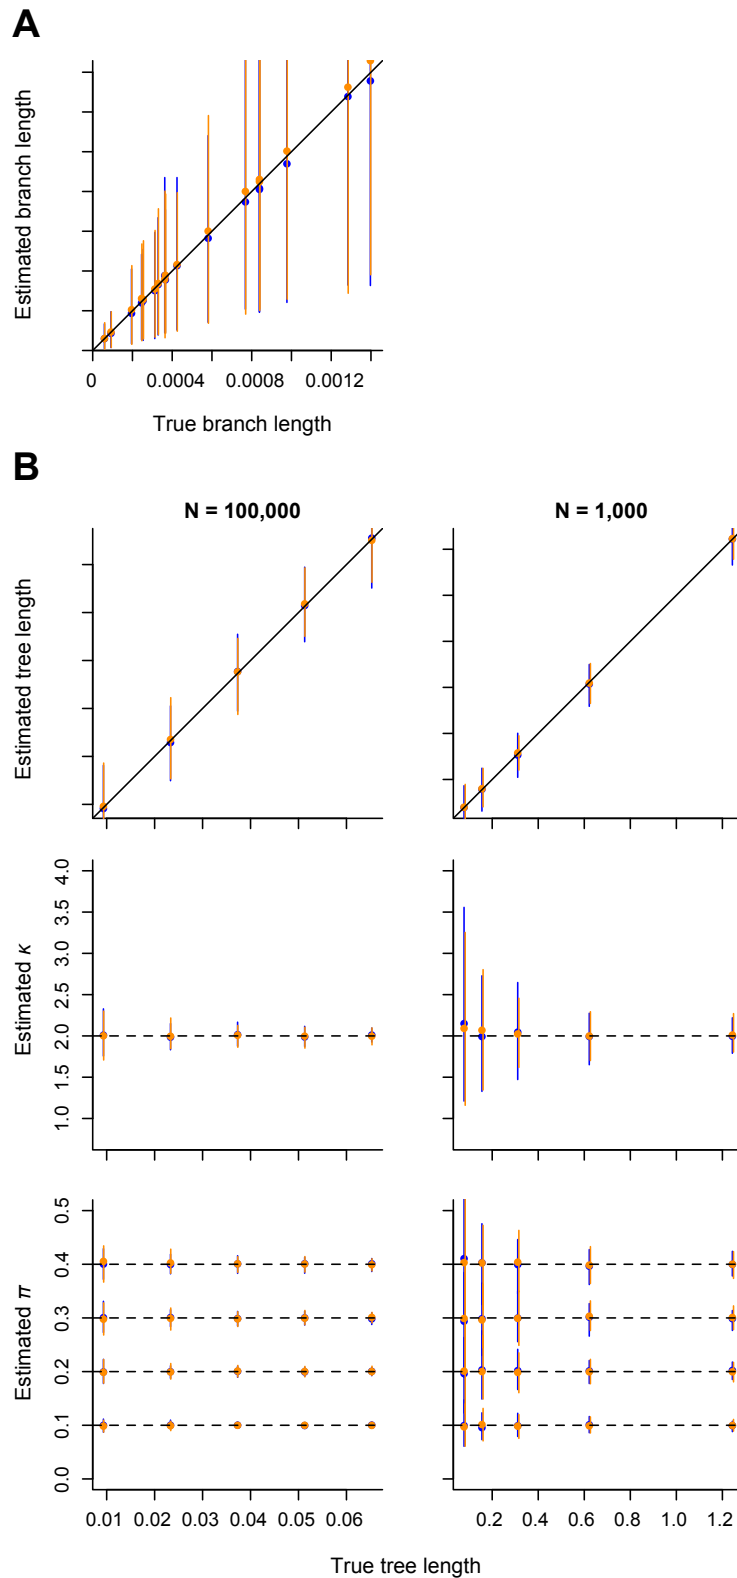 A
Estimated branch length
0 0.0004 0.0008 0.0012
True branch length
B
N = 100,000 N = 1,000
Estimated tree length
Estimated κ
1.0 1.5 2.0 2.5 3.0 3.5 4.0
Estimated π
0.0 0.1 0.2 0.3 0.4 0.5
0.01 0.02 0.03 0.04 0.05 0.06 0.2 0.4 0.6 0.8 1.0 1.2
True tree length